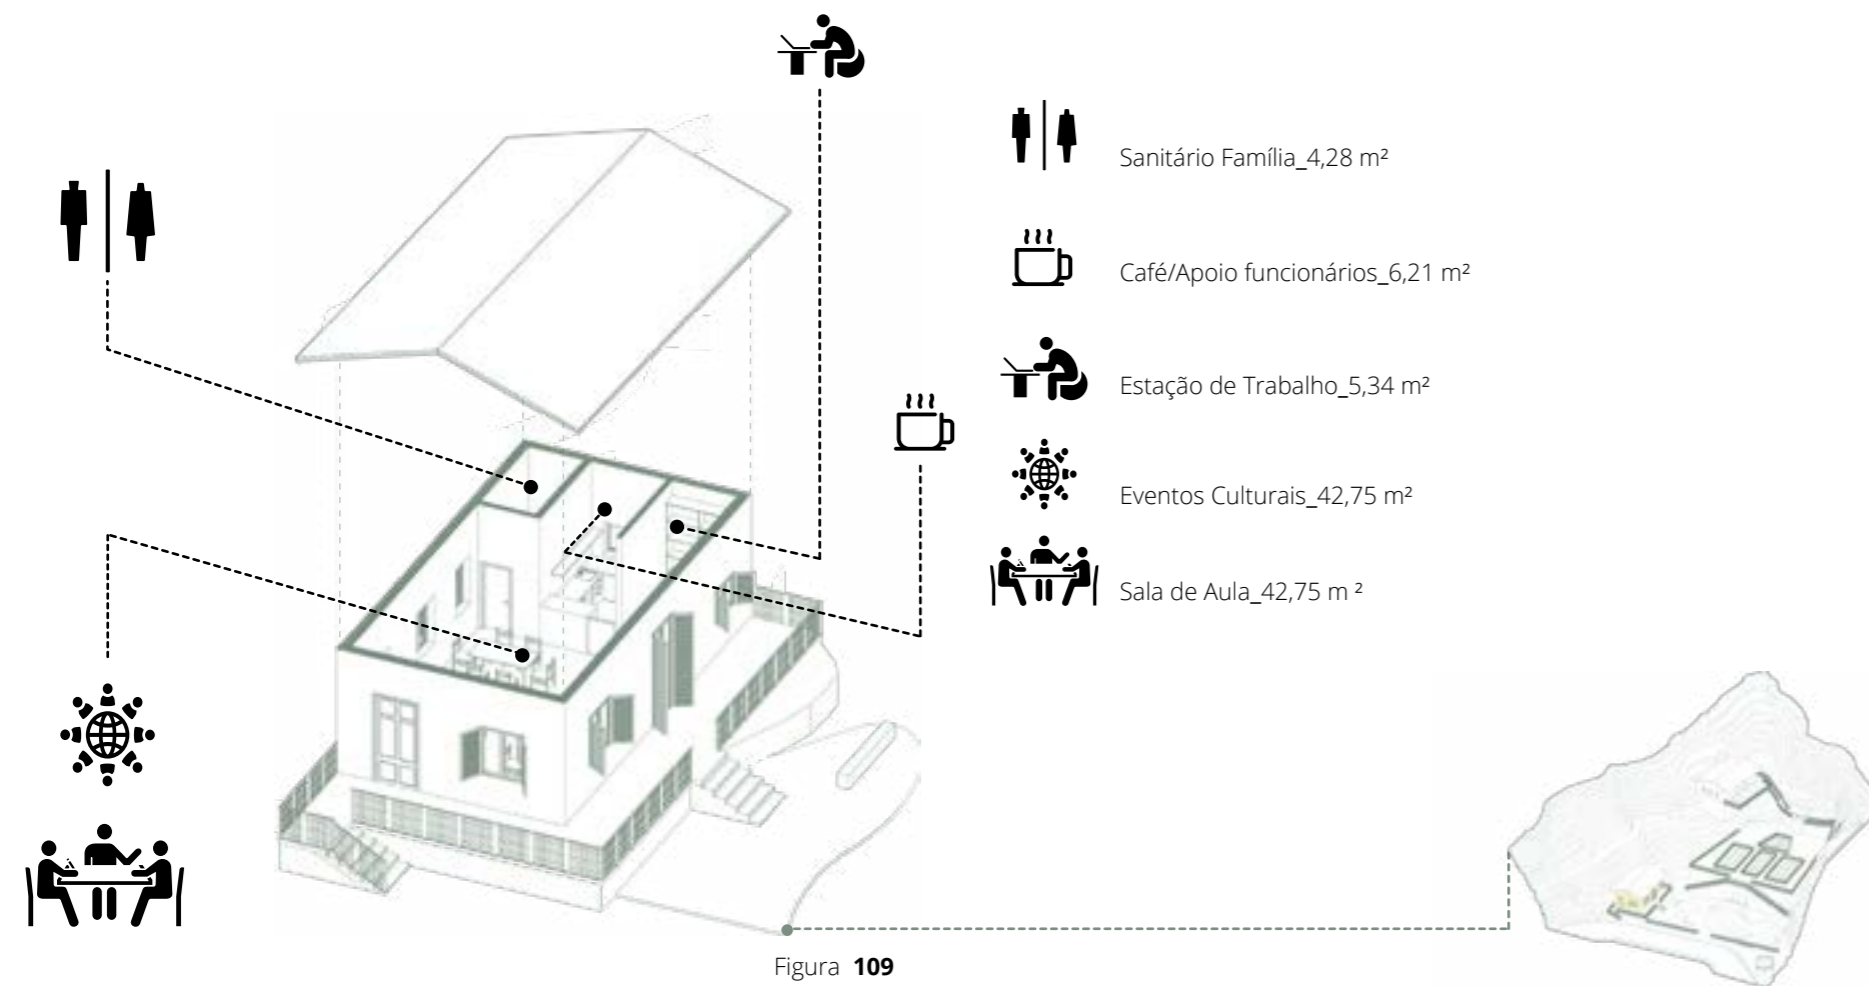 Sanitário Família_4,28 m²
Café/Apoio funcionários_6,21 m²
Estação de Trabalho_5,34 m²
Eventos Culturais_42,75 m²
Sala de Aula_42,75 m ²
Figura 109